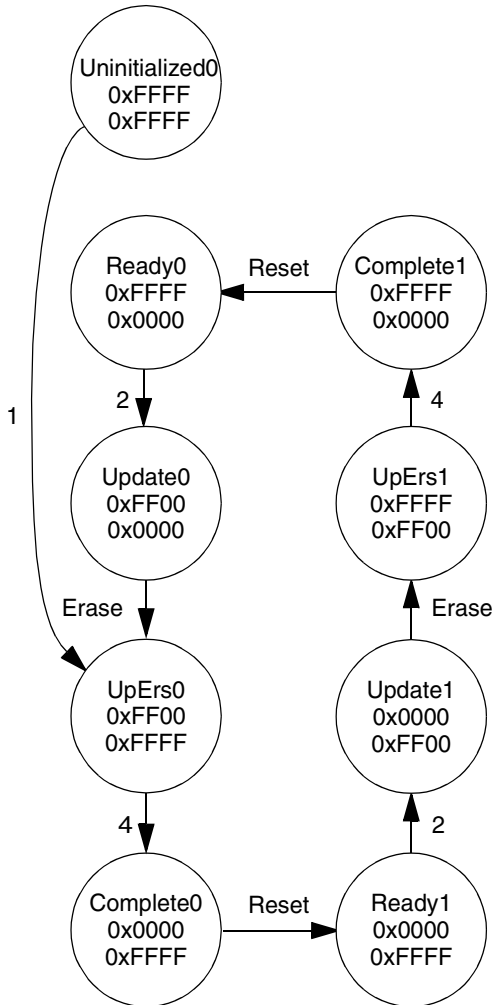 Uninitialized0
0xFFFF
0xFFFF
Ready0
0xFFFF
0x0000
Reset
Complete1
0xFFFF
0x0000
1
2
4
Update0
0xFF00
0x0000
UpErs1
0xFFFF
0xFF00
Erase
Erase
UpErs0
0xFF00
0xFFFF
Update1
0x0000
0xFF00
4
2
Complete0
0x0000
0xFFFF
Reset
Ready1
0x0000
0xFFFF